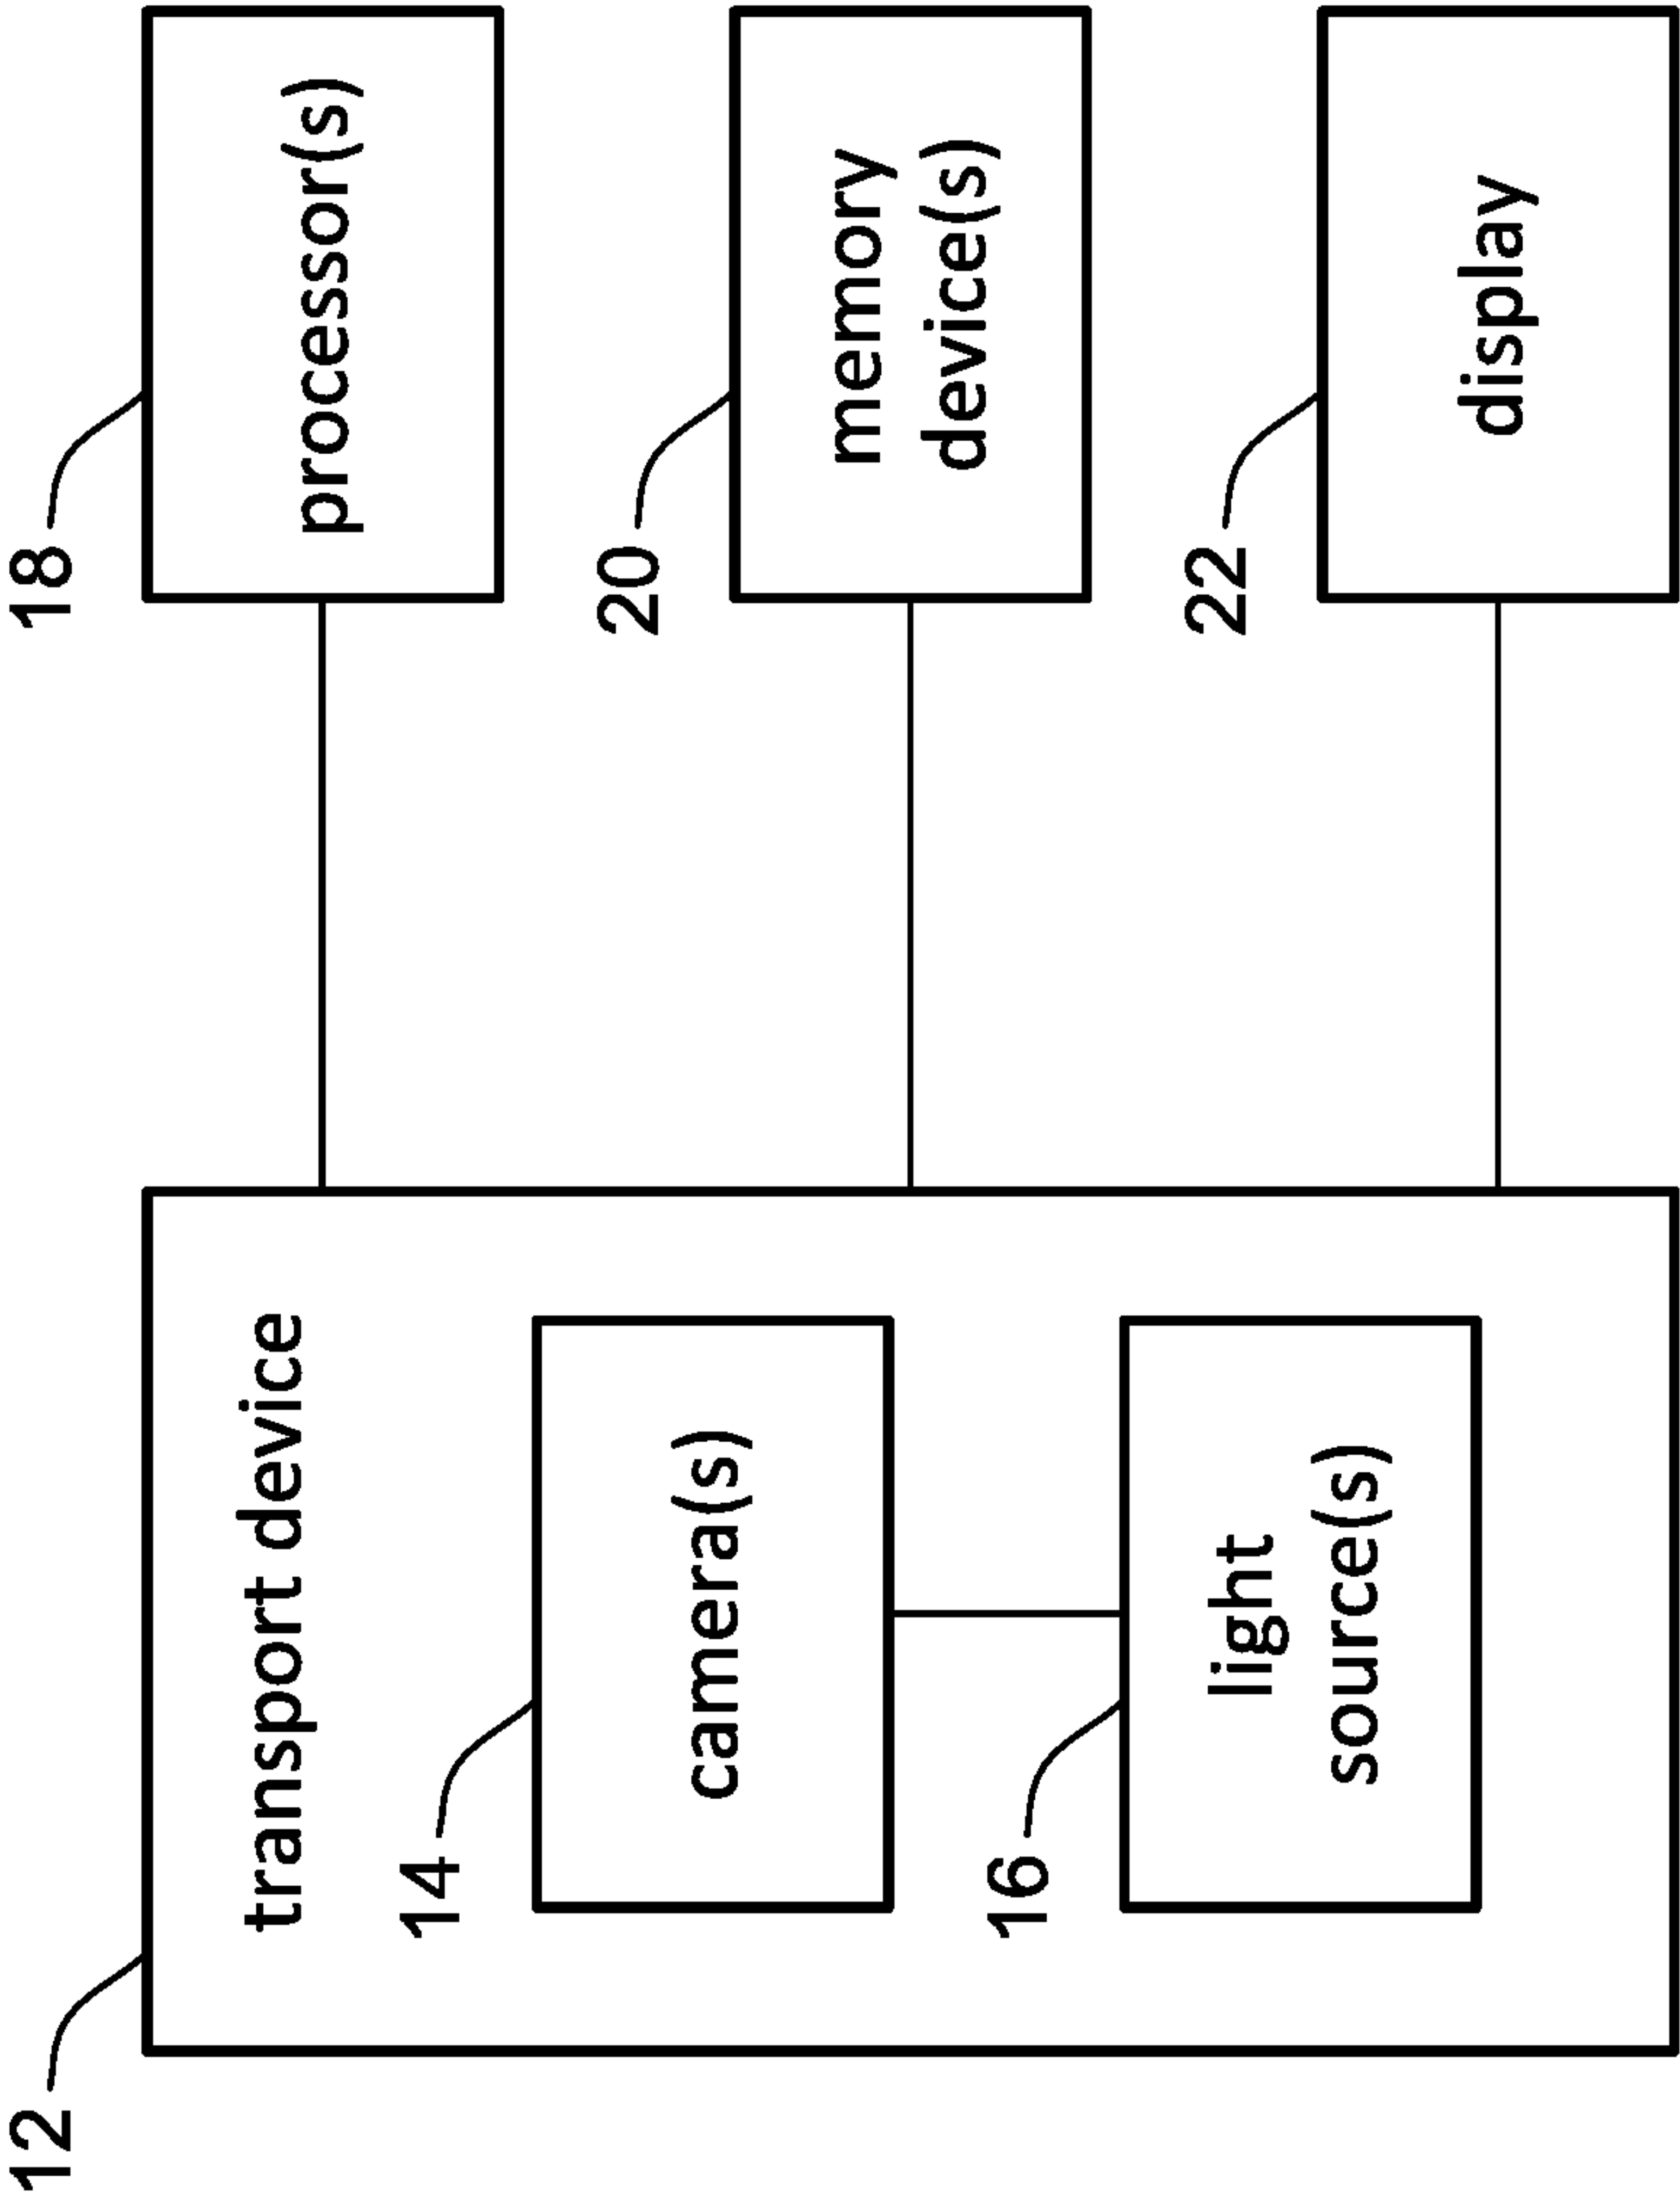 12
transport device
14
camera(s)
16
light
source(s)
18
processor(s)
20
memory
device(s)
22
display